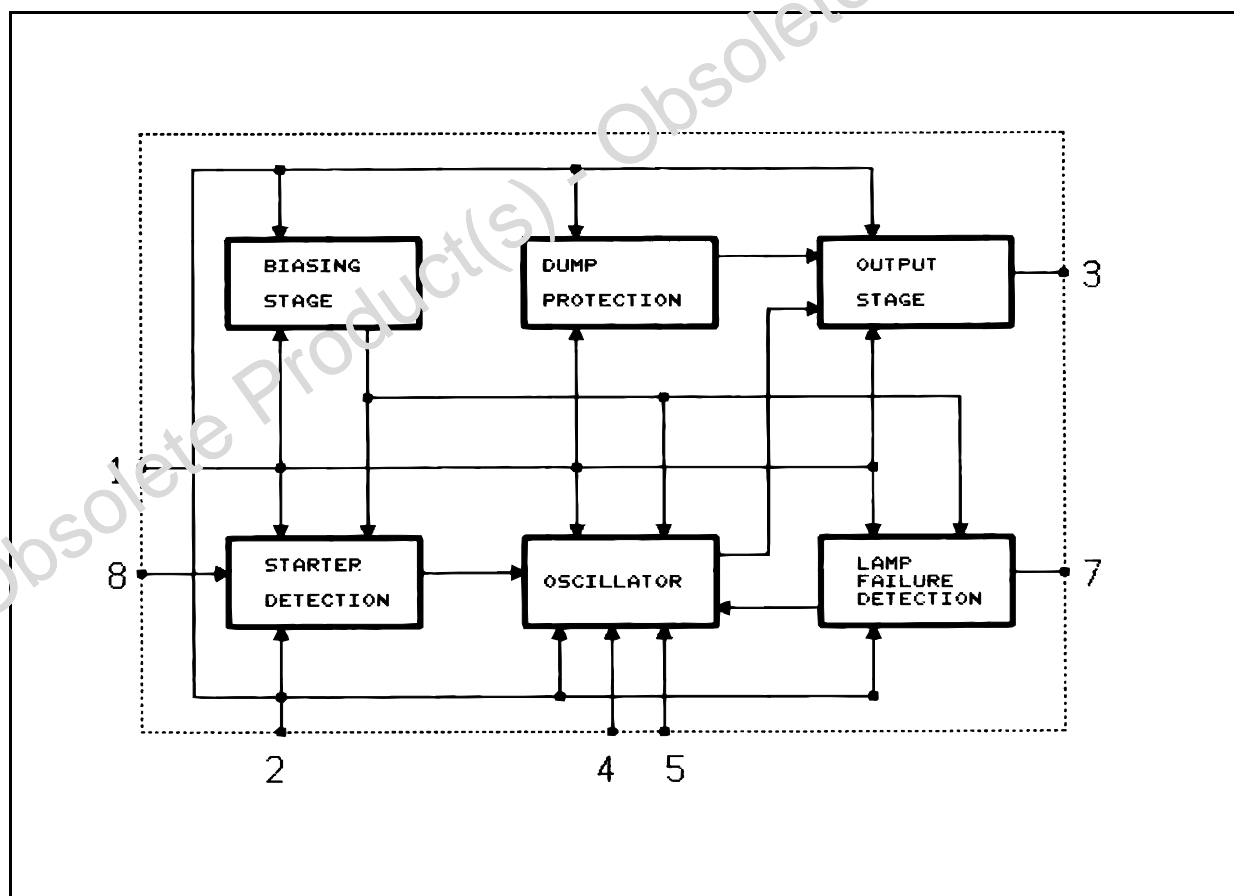 Obsolete Product(s) - Obsolete
BIASING
STAGE
DUMP
PROTECTION
OUTPUT
STAGE
3
1
8
STARTER
DETECTION
OSCILLATOR
LAMP
FAILURE
DETECTION
7
2
4
5